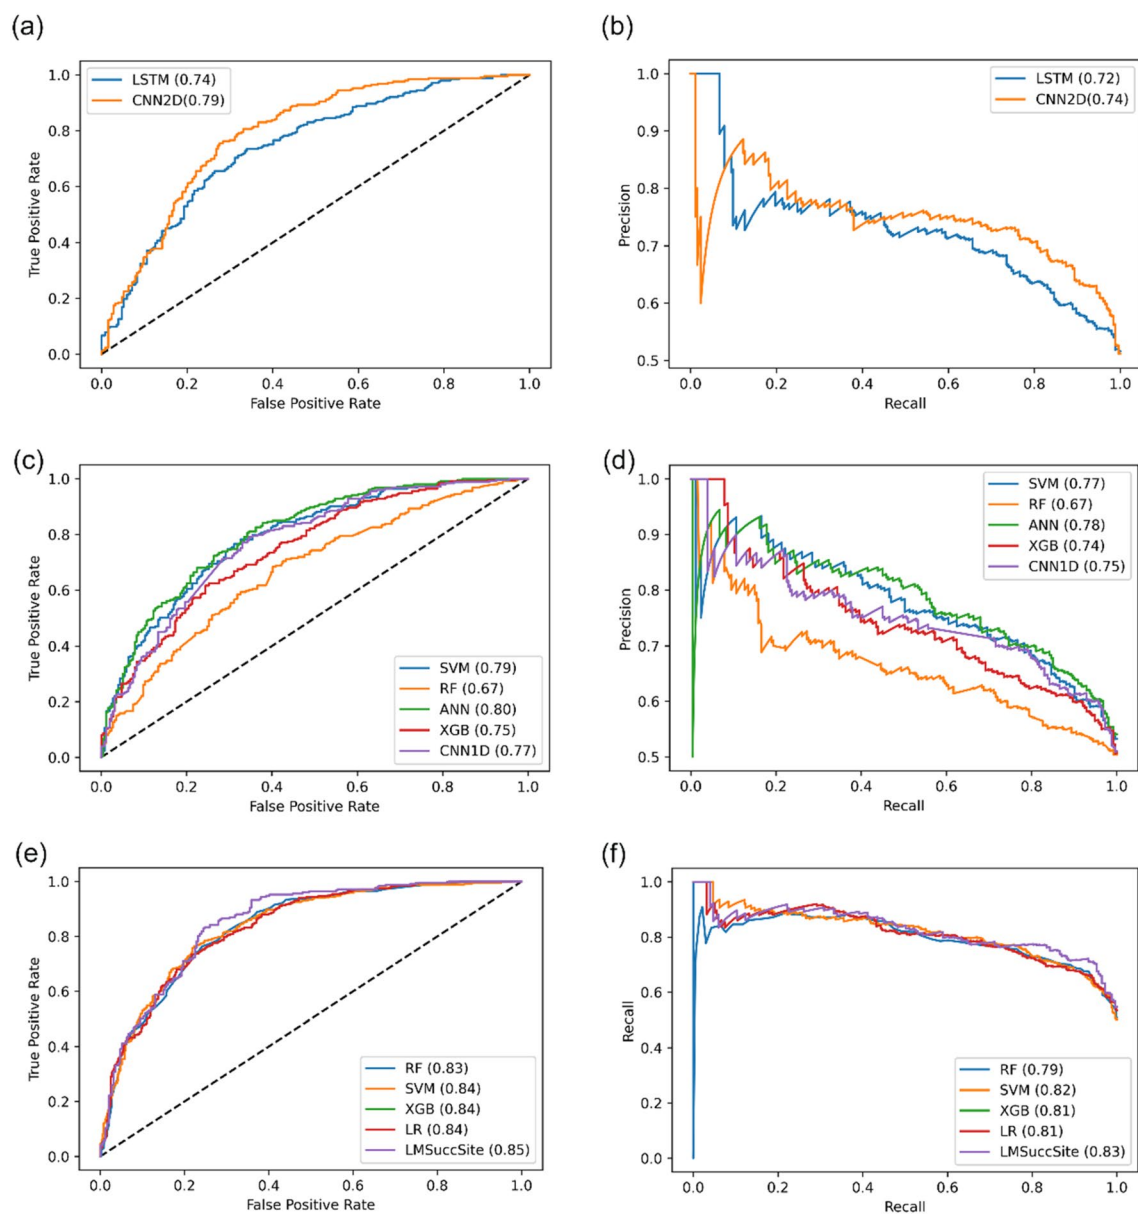 (a)
(b)
1.0
0.8
0.6
0.4
0.2
0.0
True Positive Rate
LSTM (0.74)
CNN2D(0.79)
0.0 0.2 0.4 0.6 0.8 1.0
False Positive Rate
1.0
0.9
0.8
0.7
0.6
0.5
Precision
LSTM (0.72)
CNN2D(0.74)
0.0 0.2 0.4 0.6 0.8 1.0
Recall
(c)
(d)
1.0
0.8
0.6
0.4
0.2
0.0
True Positive Rate
SVM (0.79)
RF (0.67)
ANN (0.80)
XGB (0.75)
CNN1D (0.77)
0.0 0.2 0.4 0.6 0.8 1.0
False Positive Rate
1.0
0.9
0.8
0.7
0.6
0.5
Precision
SVM (0.77)
RF (0.67)
ANN (0.78)
XGB (0.74)
CNN1D (0.75)
0.0 0.2 0.4 0.6 0.8 1.0
Recall
(e)
(f)
1.0
0.8
0.6
0.4
0.2
0.0
True Positive Rate
RF (0.83)
SVM (0.84)
XGB (0.84)
LR (0.84)
LMSuccSite (0.85)
0.0 0.2 0.4 0.6 0.8 1.0
False Positive Rate
1.0
0.8
0.6
0.4
0.2
0.0
Recall
RF (0.79)
SVM (0.82)
XGB (0.81)
LR (0.81)
LMSuccSite (0.83)
0.0 0.2 0.4 0.6 0.8 1.0
Recall